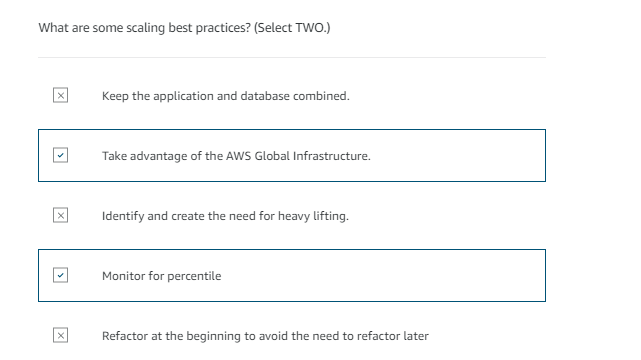 What are some scaling best practices? (Select TWO.)
Keep the application and database combined.
Take advantage of the AWS Global Infrastructure.
Identify and create the need for heavy lifting.
Monitor for percentile
Refactor at the beginning to avoid the need to refactor later